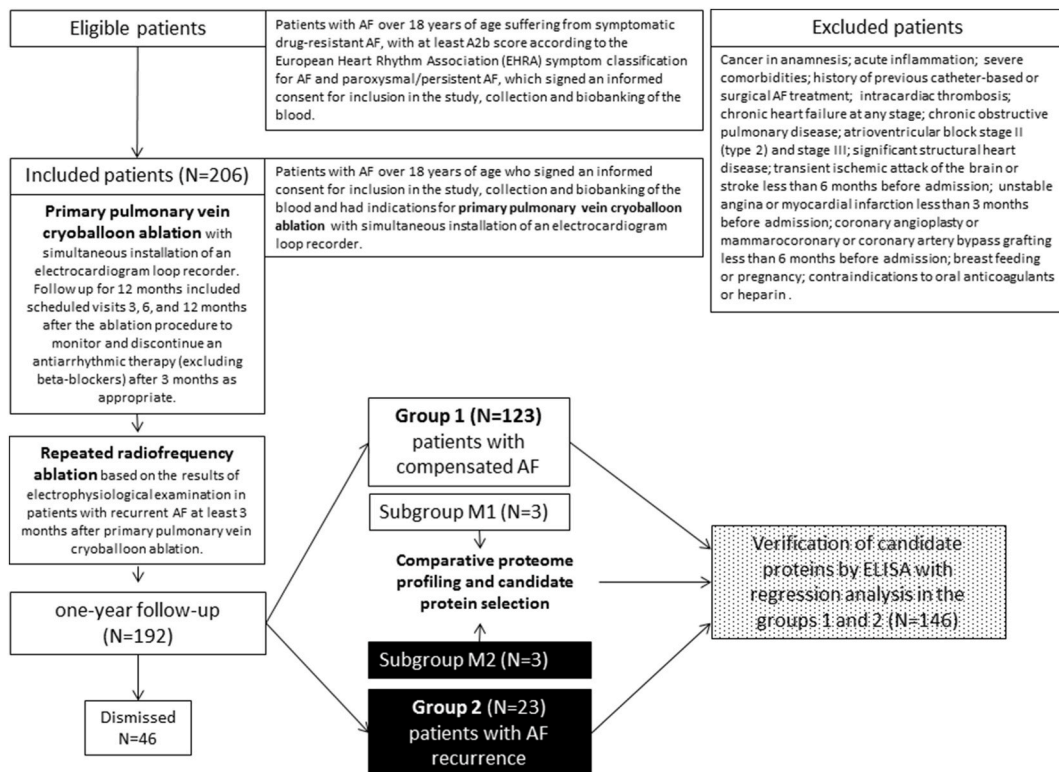 Eligible patients
Patients with AF over 18 years of age suffering from symptomatic
drug-resistant AF, with at least A2b score according to the
European Heart Rhythm Association (EHRA) symptom classification
for AF and paroxysmal/persistent AF, which signed an informed
consent for inclusion in the study, collection and biobanking of the
blood.
Excluded patients
Cancer in anamnesis; acute inflammation; severe
comorbidities; history of previous catheter-based or
surgical AF treatment; intracardiac thrombosis;
chronic heart failure at any stage; chronic obstructive
pulmonary disease; atrioventricular block stage II
(type 2) and stage III; significant structural heart
disease; transient ischemic attack of the brain or
stroke less than 6 months before admission; unstable
angina or myocardial infarction less than 3 months
before admission; coronary angioplasty or
mammarocoronary or coronary artery bypass grafting
less than 6 months before admission; breast feeding
or pregnancy; contraindications to oral anticoagulants
or heparin .
Included patients (N=206)
Primary pulmonary vein
cryoballoon ablation with
simultaneous installation of
an electrocardiogram loop
recorder.
Follow up for 12 months included
scheduled visits 3, 6, and 12 months
after the ablation procedure to
monitor and discontinue an
antiarrhythmic therapy (excluding
beta-blockers) after 3 months as
appropriate.
Patients with AF over 18 years of age who signed an informed
consent for inclusion in the study, collection and biobanking of the
blood and had indications for primary pulmonary vein cryoballoon
ablation with simultaneous installation of an electrocardiogram
loop recorder.
Repeated radiofrequency
ablation based on the results of
electrophysiological examination in
patients with recurrent AF at least 3
months after primary pulmonary vein
cryoballoon ablation.
one-year follow-up
(N=192)
Dismissed
N=46
Group 1 (N=123)
patients with
compensated AF
Subgroup M1 (N=3)
Comparative proteome
profiling and candidate
protein selection
Subgroup M2 (N=3)
Group 2 (N=23)
patients with AF
recurrence
Verification of candidate
proteins by ELISA with
regression analysis in the
groups 1 and 2 (N=146)